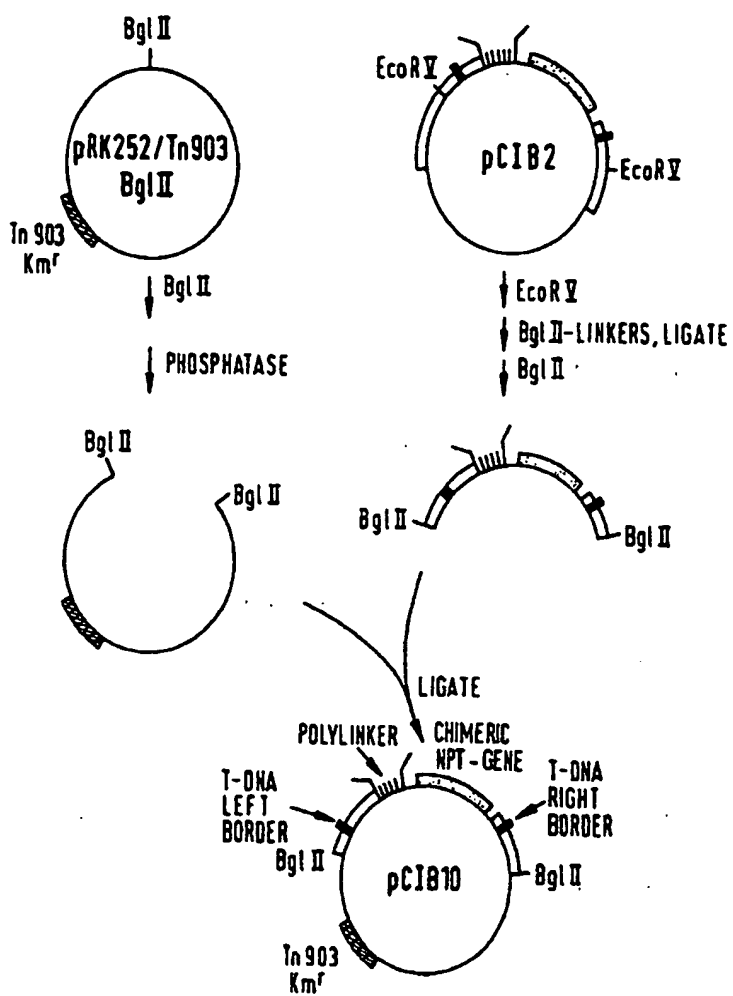 Bgl II
pRK252/Tn903
Bgl II
Tn 903
Kmr
Bgl II
PHOSPHATASE
EcoR V
pCIB2
EcoR V
EcoR V
Bgl II-LINKERS, LIGATE
Bgl II
Bgl II
Bgl II
Bgl II
Bgl II
LIGATE
POLYLINKER
CHIMERIC
NPT-GENE
T-DNA
LEFT
BORDER
T-DNA
RIGHT
BORDER
Bgl II
pCIB10
Bgl II
Tn 903
Kmr